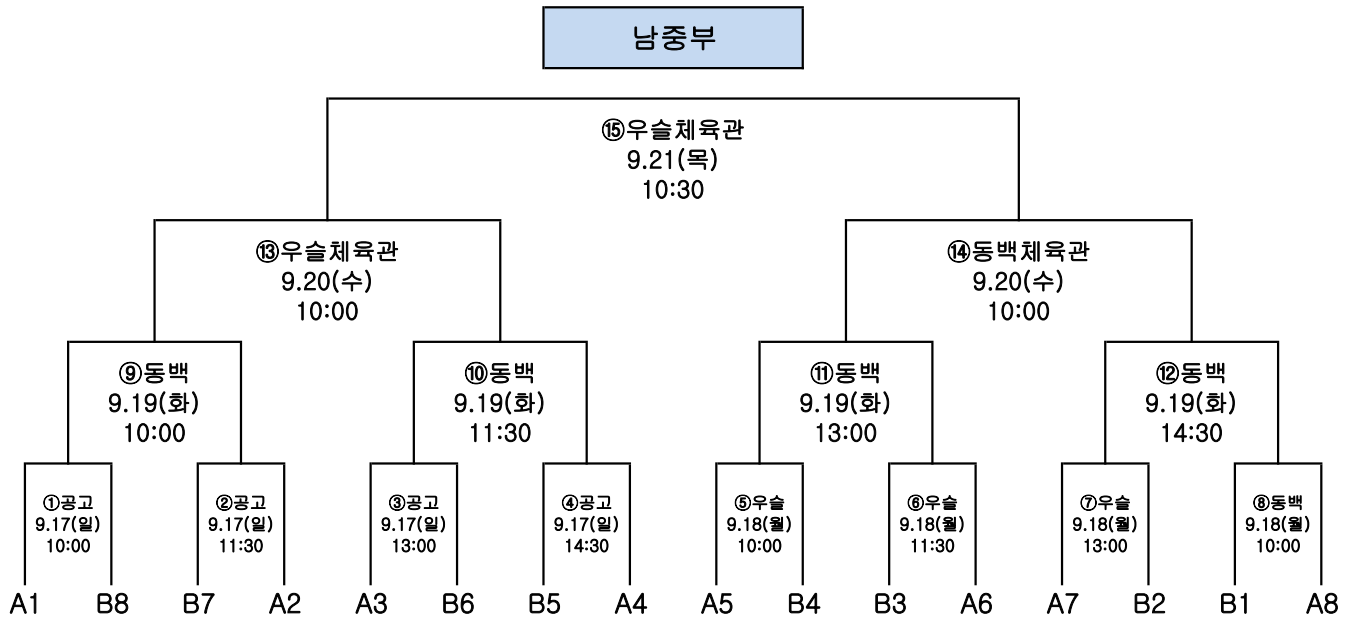 남중부
⑮우슬체육관
9.21(목)
10:30
⑬우슬체육관
9.20(수)
10:00
⑭동백체육관
9.20(수)
10:00
⑨동백
9.19(화)
10:00
⑩동백
9.19(화)
11:30
⑪동백
9.19(화)
13:00
⑫동백
9.19(화)
14:30
①공고
9.17(일)
10:00
②공고
9.17(일)
11:30
③공고
9.17(일)
13:00
④공고
9.17(일)
14:30
⑤우슬
9.18(월)
10:00
⑥우슬
9.18(월)
11:30
⑦우슬
9.18(월)
13:00
⑧동백
9.18(월)
10:00
A1 B8 B7 A2 A3 B6 B5 A4 A5 B4 B3 A6 A7 B2 B1 A8